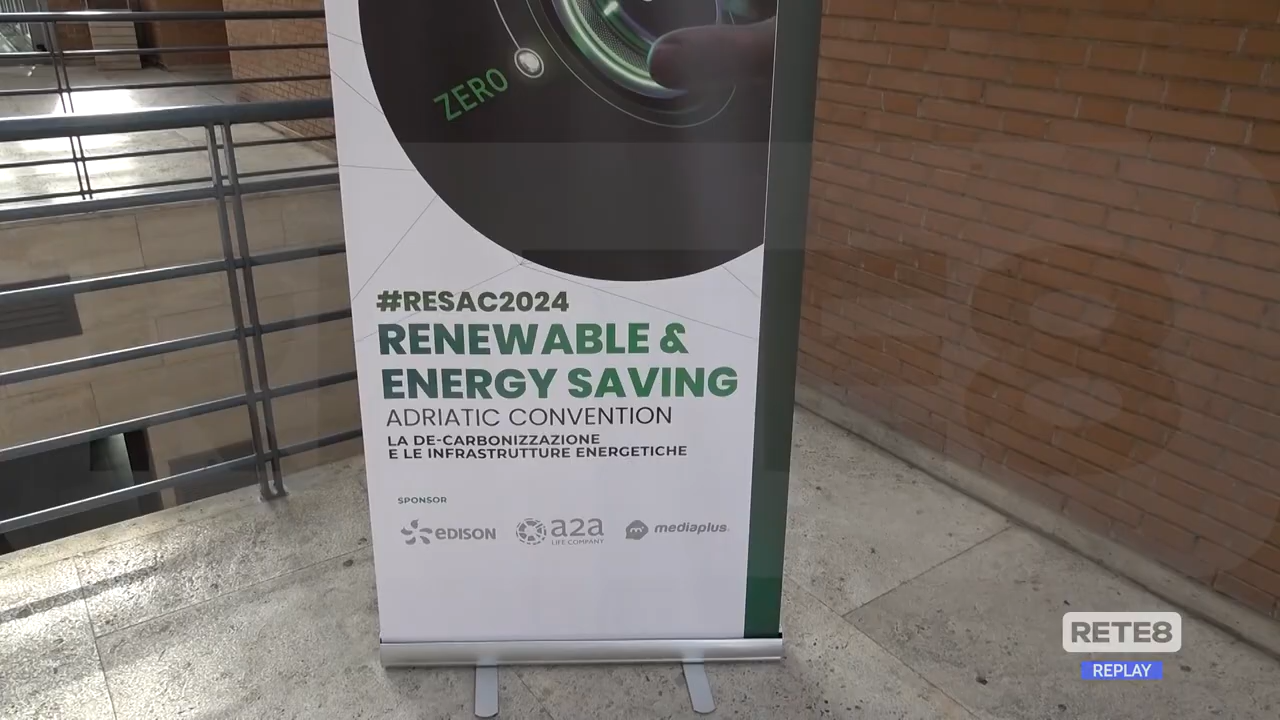 ZERO
#RESAC2024
RENEWABLE &
ENERGY SAVING
ADRIATIC CONVENTION
LA DE-CARBONIZZAZIONE
E LE INFRASTRUTTURE ENERGETICHE
SPONSOR
EDISON
a2a
LIFE COMPANY
mediaplus
RETE8
REPLAY